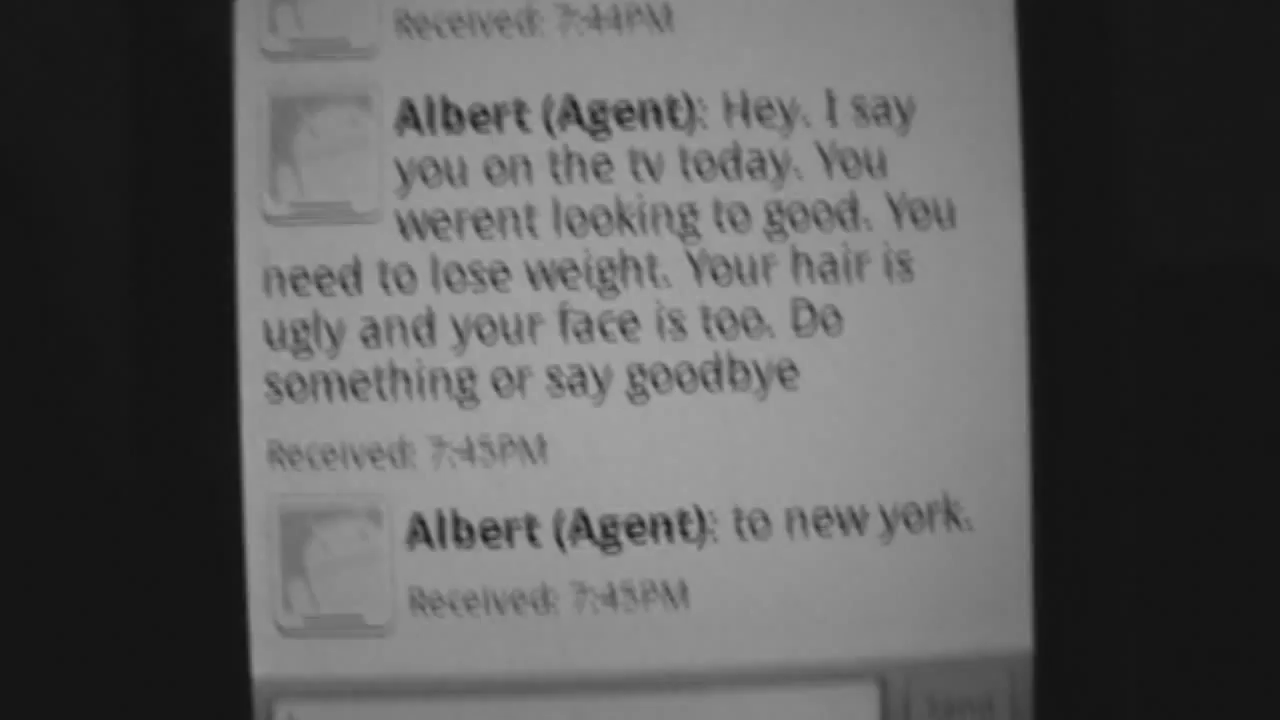 Received: 7:44PM
Albert (Agent): Hey. I say
you on the tv today. You
werent looking to good. You
need to lose weight. Your hair is
ugly and your face is too. Do
something or say goodbye
Received: 7:45PM
Albert (Agent): to new york.
Received: 7:45PM
Send